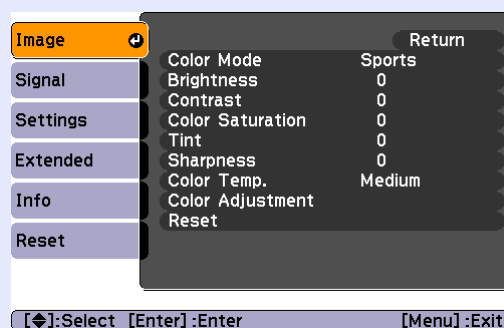 Image
Signal
Settings
Extended
Info
Reset
Return
Color Mode Sports
Brightness 0
Contrast 0
Color Saturation 0
Tint 0
Sharpness 0
Color Temp. Medium
Color Adjustment
Reset
[◆]:Select [Enter]:Enter [Menu]:Exit